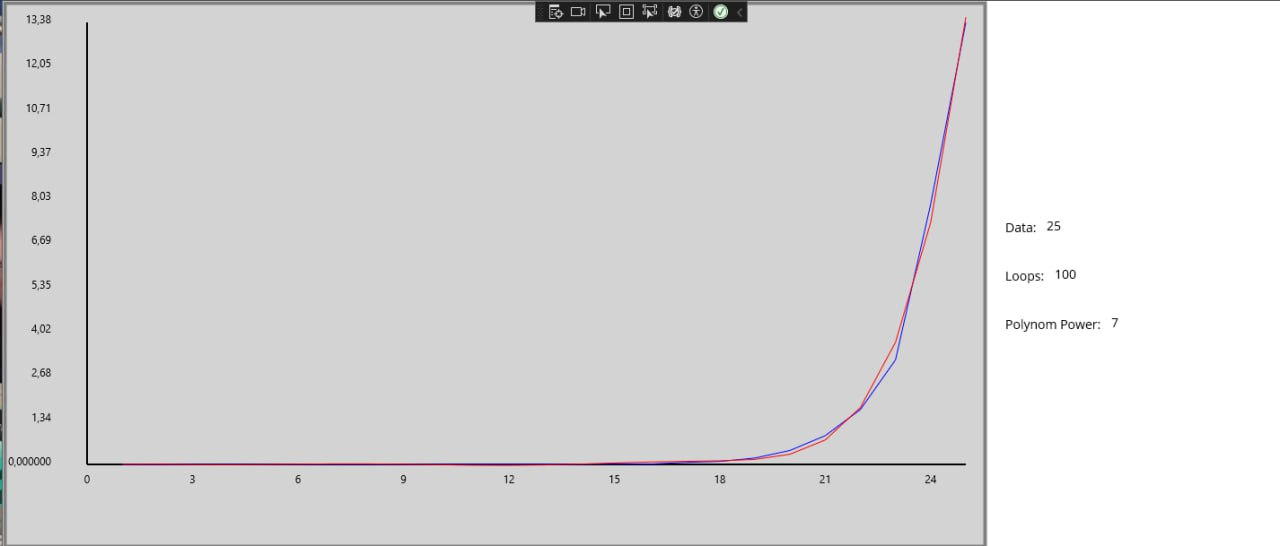 13,38
12,05
10,71
9,37
8,03
6,69
5,35
4,02
2,68
1,34
0,000000
0 3 6 9 12 15 18 21 24
Data: 25
Loops: 100
Polynom Power: 7